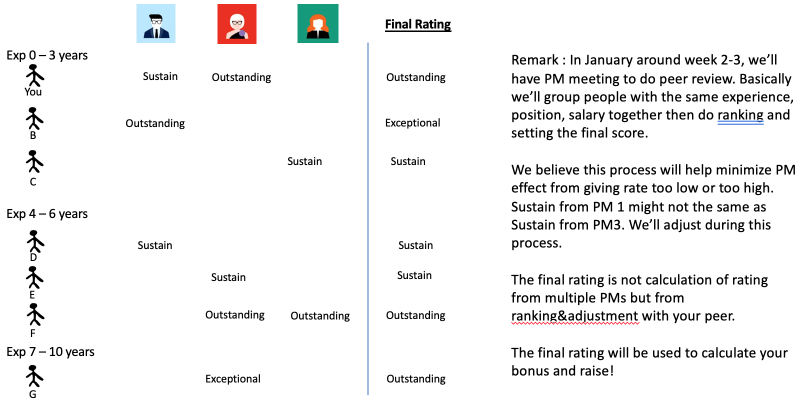 Final Rating
Exp 0 – 3 years
You
Sustain
Outstanding
Outstanding
B
Outstanding
Exceptional
C
Sustain
Sustain
Exp 4 – 6 years
D
Sustain
Sustain
E
Sustain
Sustain
F
Outstanding
Outstanding
Outstanding
Exp 7 – 10 years
G
Exceptional
Outstanding
Remark : In January around week 2-3, we'll
have PM meeting to do peer review. Basically
we'll group people with the same experience,
position, salary together then do ranking and
setting the final score.
We believe this process will help minimize PM
effect from giving rate too low or too high.
Sustain from PM 1 might not the same as
Sustain from PM3. We'll adjust during this
process.
The final rating is not calculation of rating
from multiple PMs but from
ranking&adjustment with your peer.
The final rating will be used to calculate your
bonus and raise!